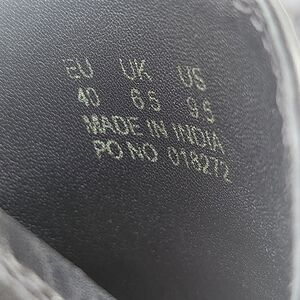 EU UK US
40 6.5 9.5
MADE IN INDIA
PO NO 018272